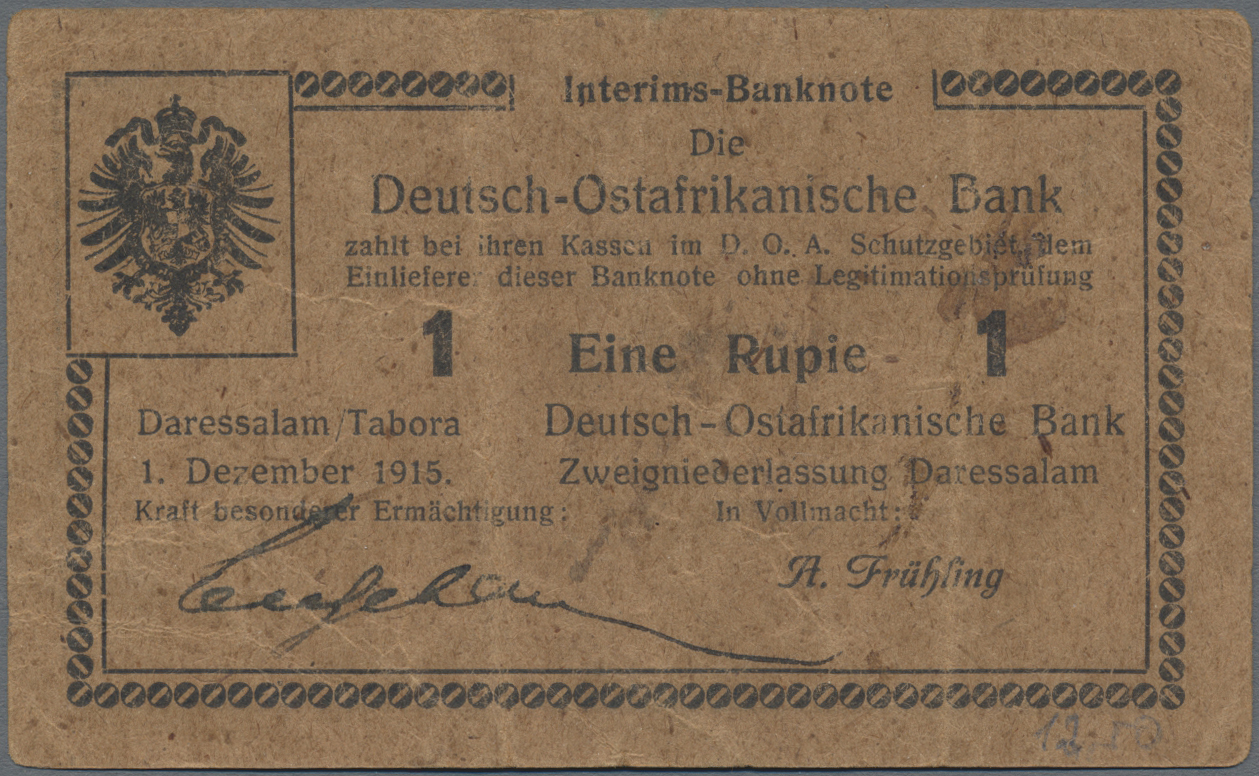 Interims-Banknote
Die
Deutsch-Ostafrikanische Bank
zahlt bei ihren Kassen im D. O. A. Schutzgebiet dem
Einlieferer dieser Banknote ohne Legitimationsprüfung
1 Eine Rupie 1
Daressalam/Tabora
1. Dezember 1915.
Kraft besonderer Ermächtigung:
Deutsch-Ostafrikanische Bank
Zweigniederlassung Daressalam
In Vollmacht:
A. Frühling